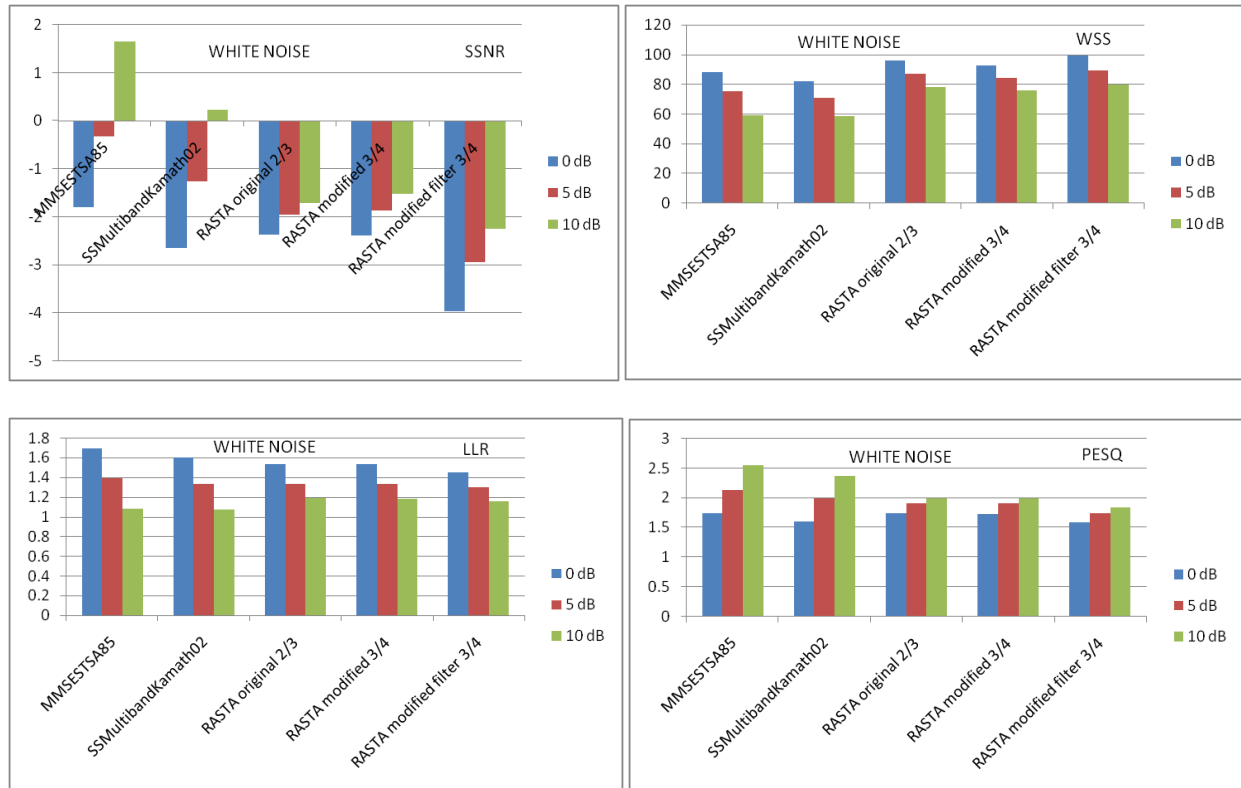 2
1
0
-1
-2
-3
-4
-5
WHITE NOISE
SSNR
MMSESTSA85
SSMultibandKamath02
RASTA original 2/3
RASTA modified 3/4
RASTA modified filter 3/4
0 dB
5 dB
10 dB
120
100
80
60
40
20
0
WHITE NOISE
WSS
MMSESTSA85
SSMultibandKamath02
RASTA original 2/3
RASTA modified 3/4
RASTA modified filter 3/4
0 dB
5 dB
10 dB
1.8
1.6
1.4
1.2
1
0.8
0.6
0.4
0.2
0
WHITE NOISE
LLR
MMSESTSA85
SSMultibandKamath02
RASTA original 2/3
RASTA modified 3/4
RASTA modified filter 3/4
0 dB
5 dB
10 dB
3
2.5
2
1.5
1
0.5
0
WHITE NOISE
PESQ
MMSESTSA85
SSMultibandKamath02
RASTA original 2/3
RASTA modified 3/4
RASTA modified filter 3/4
0 dB
5 dB
10 dB